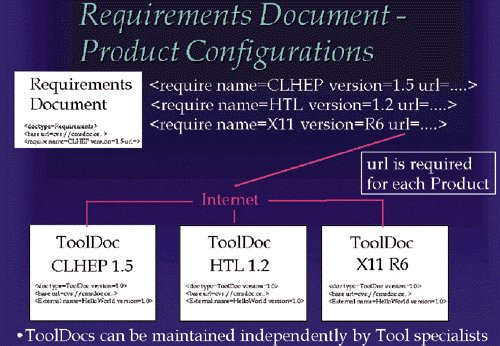 Requirements Document -
Product Configurations
Requirements
Document
<doctype=Requirements>
<base url=cvs://cmsdoc.ce..>
<require name=CLHEP version=1.5 url=>
<require name=CLHEP version=1.5 url=....>
<require name=HTL version=1.2 url=....>
<require name=X11 version=R6 url=....>
url is required
for each Product
Internet
ToolDoc
CLHEP 1.5
<doctype=ToolDoc version=1.0>
<base url=cvs://cmsdoc.ce..>
<External name=HelloWorld version=1.0>
ToolDoc
HTL 1.2
<doctype=ToolDoc version=1.0>
<base url=cvs://cmsdoc.ce..>
<External name=HelloWorld version=1.0>
ToolDoc
X11 R6
<doctype=ToolDoc version=1.0>
<base url=cvs://cmsdoc.ce..>
<External name=HelloWorld version=1.0>
•ToolDocs can be maintained independently by Tool specialists